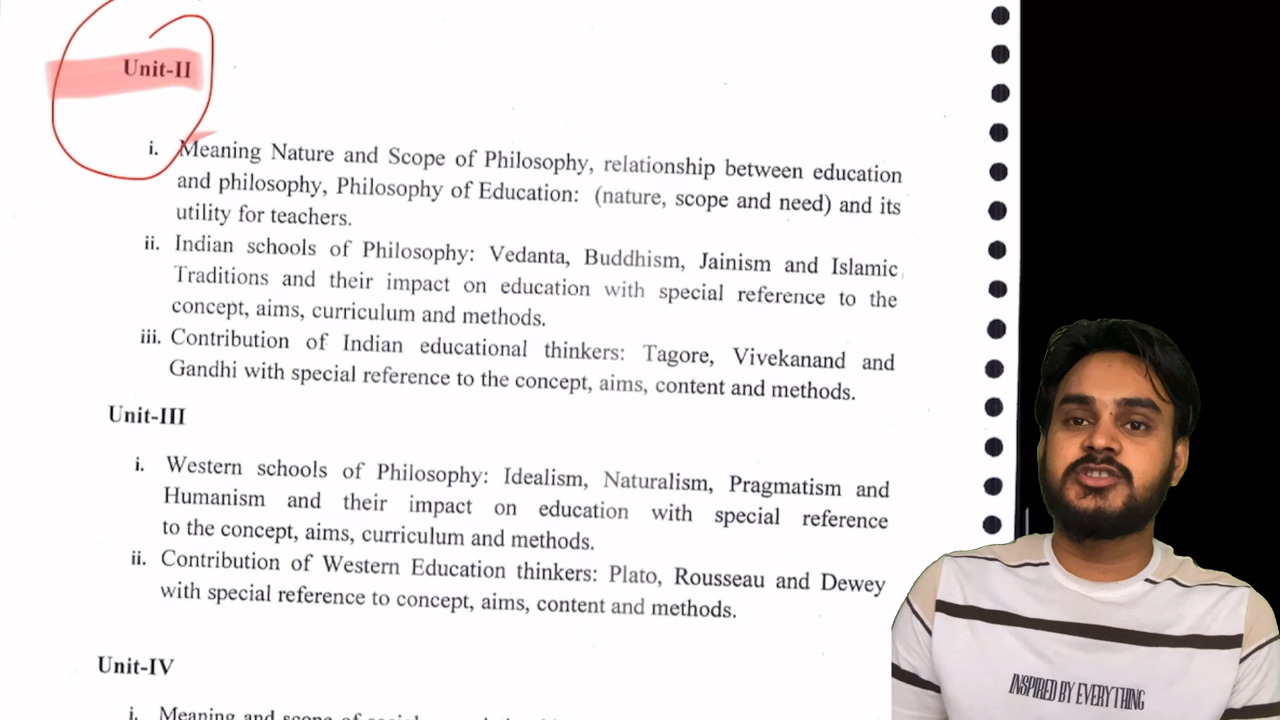 Unit-II
i. Meaning Nature and Scope of Philosophy, relationship between education
and philosophy, Philosophy of Education: (nature, scope and need) and its
utility for teachers.
ii. Indian schools of Philosophy: Vedanta, Buddhism, Jainism and Islamic
Traditions and their impact on education with special reference to the
concept, aims, curriculum and methods.
iii. Contribution of Indian educational thinkers: Tagore, Vivekanand and
Gandhi with special reference to the concept, aims, content and methods.
Unit-III
i. Western schools of Philosophy: Idealism, Naturalism, Pragmatism and
Humanism and their impact on education with special reference
to the concept, aims, curriculum and methods.
ii. Contribution of Western Education thinkers: Plato, Rousseau and Dewey
with special reference to concept, aims, content and methods.
Unit-IV
i. Meaning and scope of
INSPIRED BY EVERYTHING